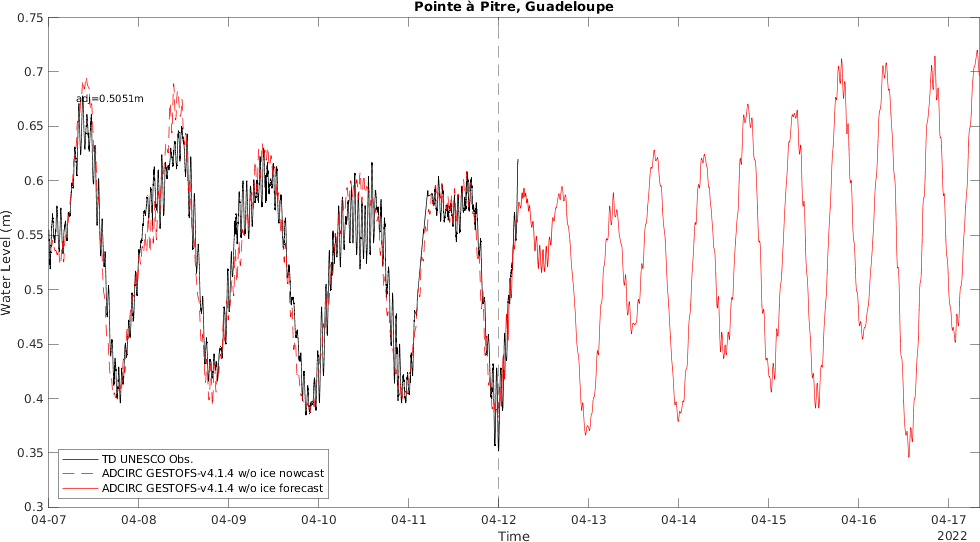 Pointe à Pitre, Guadeloupe
0.75
0.7
0.65
0.6
0.55
0.5
0.45
0.4
0.35
0.3
Water Level (m)
adj=0.5051m
TD UNESCO Obs.
ADCIRC GESTOFS-v4.1.4 w/o ice nowcast
ADCIRC GESTOFS-v4.1.4 w/o ice forecast
04-07 04-08 04-09 04-10 04-11 04-12 04-13 04-14 04-15 04-16 04-17
Time
2022